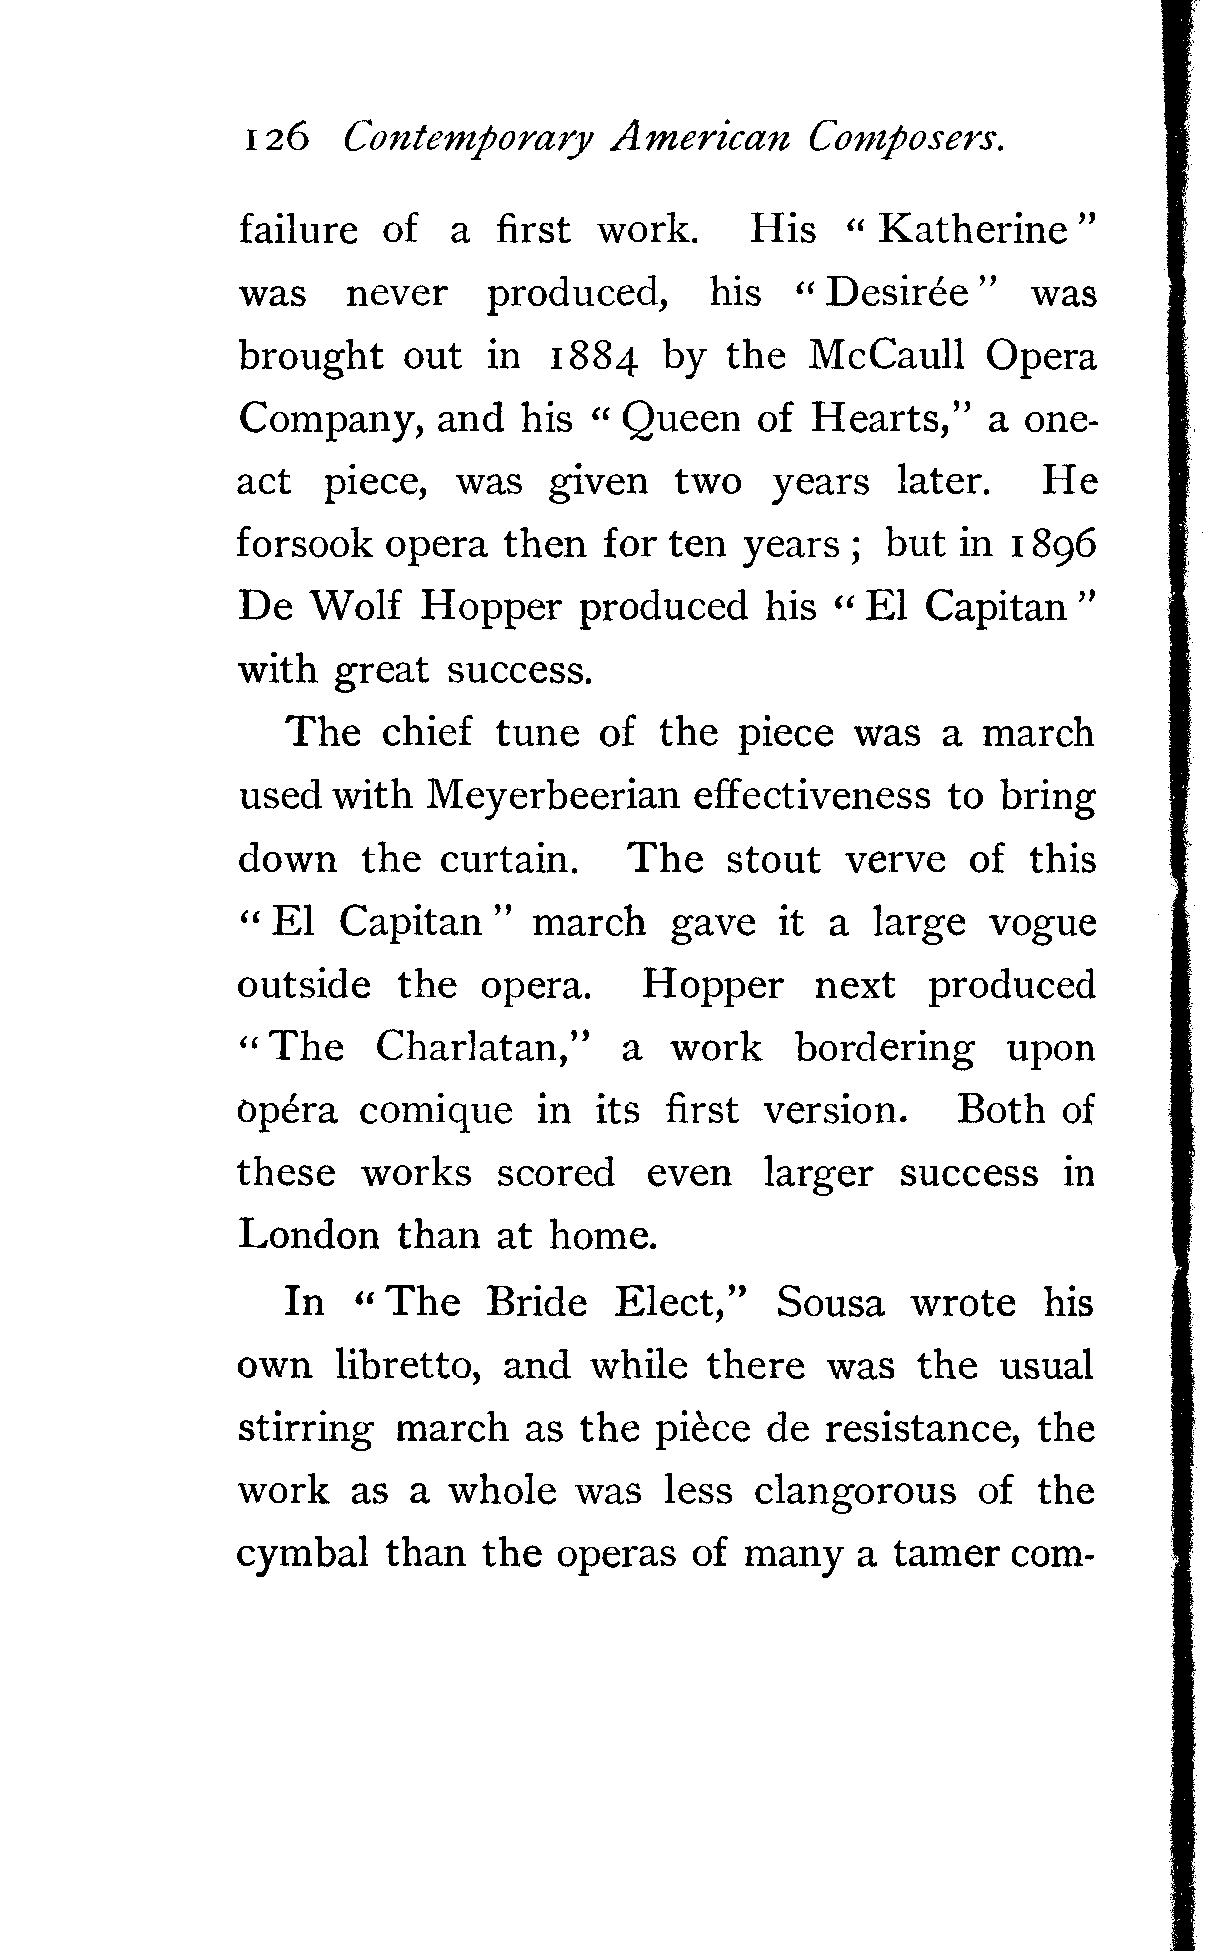 126 Contemporary American Composers.
failure of a first work. His “Katherine”
was never produced, his “Desirée” was
brought out in 1884 by the McCaull Opera
Company, and his “Queen of Hearts,” a one-
act piece, was given two years later. He
forsook opera then for ten years; but in 1896
De Wolf Hopper produced his “El Capitan”
with great success.
The chief tune of the piece was a march
used with Meyerbeerian effectiveness to bring
down the curtain. The stout verve of this
“El Capitan” march gave it a large vogue
outside the opera. Hopper next produced
“The Charlatan,” a work bordering upon
opéra comique in its first version. Both of
these works scored even larger success in
London than at home.
In “The Bride Elect,” Sousa wrote his
own libretto, and while there was the usual
stirring march as the pièce de resistance, the
work as a whole was less clangorous of the
cymbal than the operas of many a tamer com-